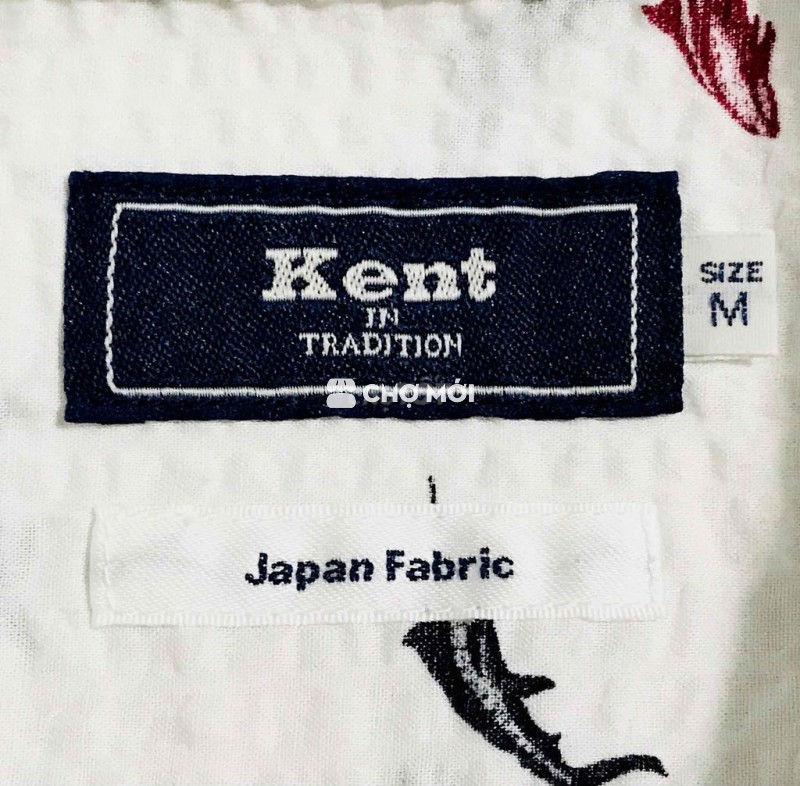 Kent
IN
TRADITION
SIZE
M
CHỢ MỚI
Japan Fabric